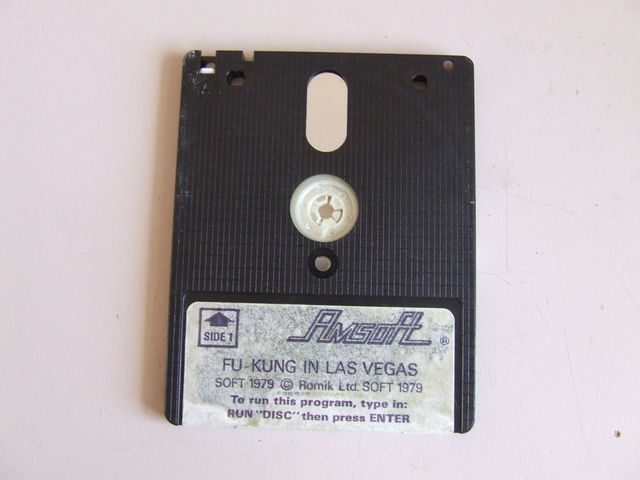 SIDE 1
Amsoft ®
FU-KUNG IN LAS VEGAS
SOFT 1979 © Romik Ltd. SOFT 1979
To run this program, type in:
RUN "DISC" then press ENTER